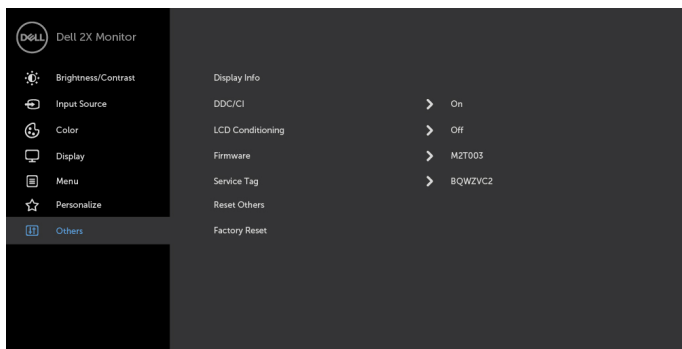 DELL Dell 2X Monitor
Brightness/Contrast
Input Source
Color
Display
Menu
Personalize
Others
Display Info
DDC/CI On
LCD Conditioning Off
Firmware M2T003
Service Tag BQWZVC2
Reset Others
Factory Reset